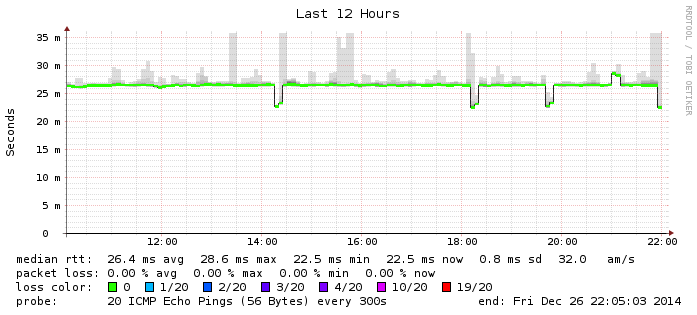 Last 12 Hours
RRDTOOL / TOBI OETIKER
Seconds
35 m
30 m
25 m
20 m
15 m
10 m
5 m
0
12:00 14:00 16:00 18:00 20:00 22:00
median rtt: 26.4 ms avg 28.6 ms max 22.5 ms min 22.5 ms now 0.8 ms sd 32.0 am/s
packet loss: 0.00 % avg 0.00 % max 0.00 % min 0.00 % now
loss color: 0 1/20 2/20 3/20 4/20 10/20 19/20
probe: 20 ICMP Echo Pings (56 Bytes) every 300s end: Fri Dec 26 22:05:03 2014